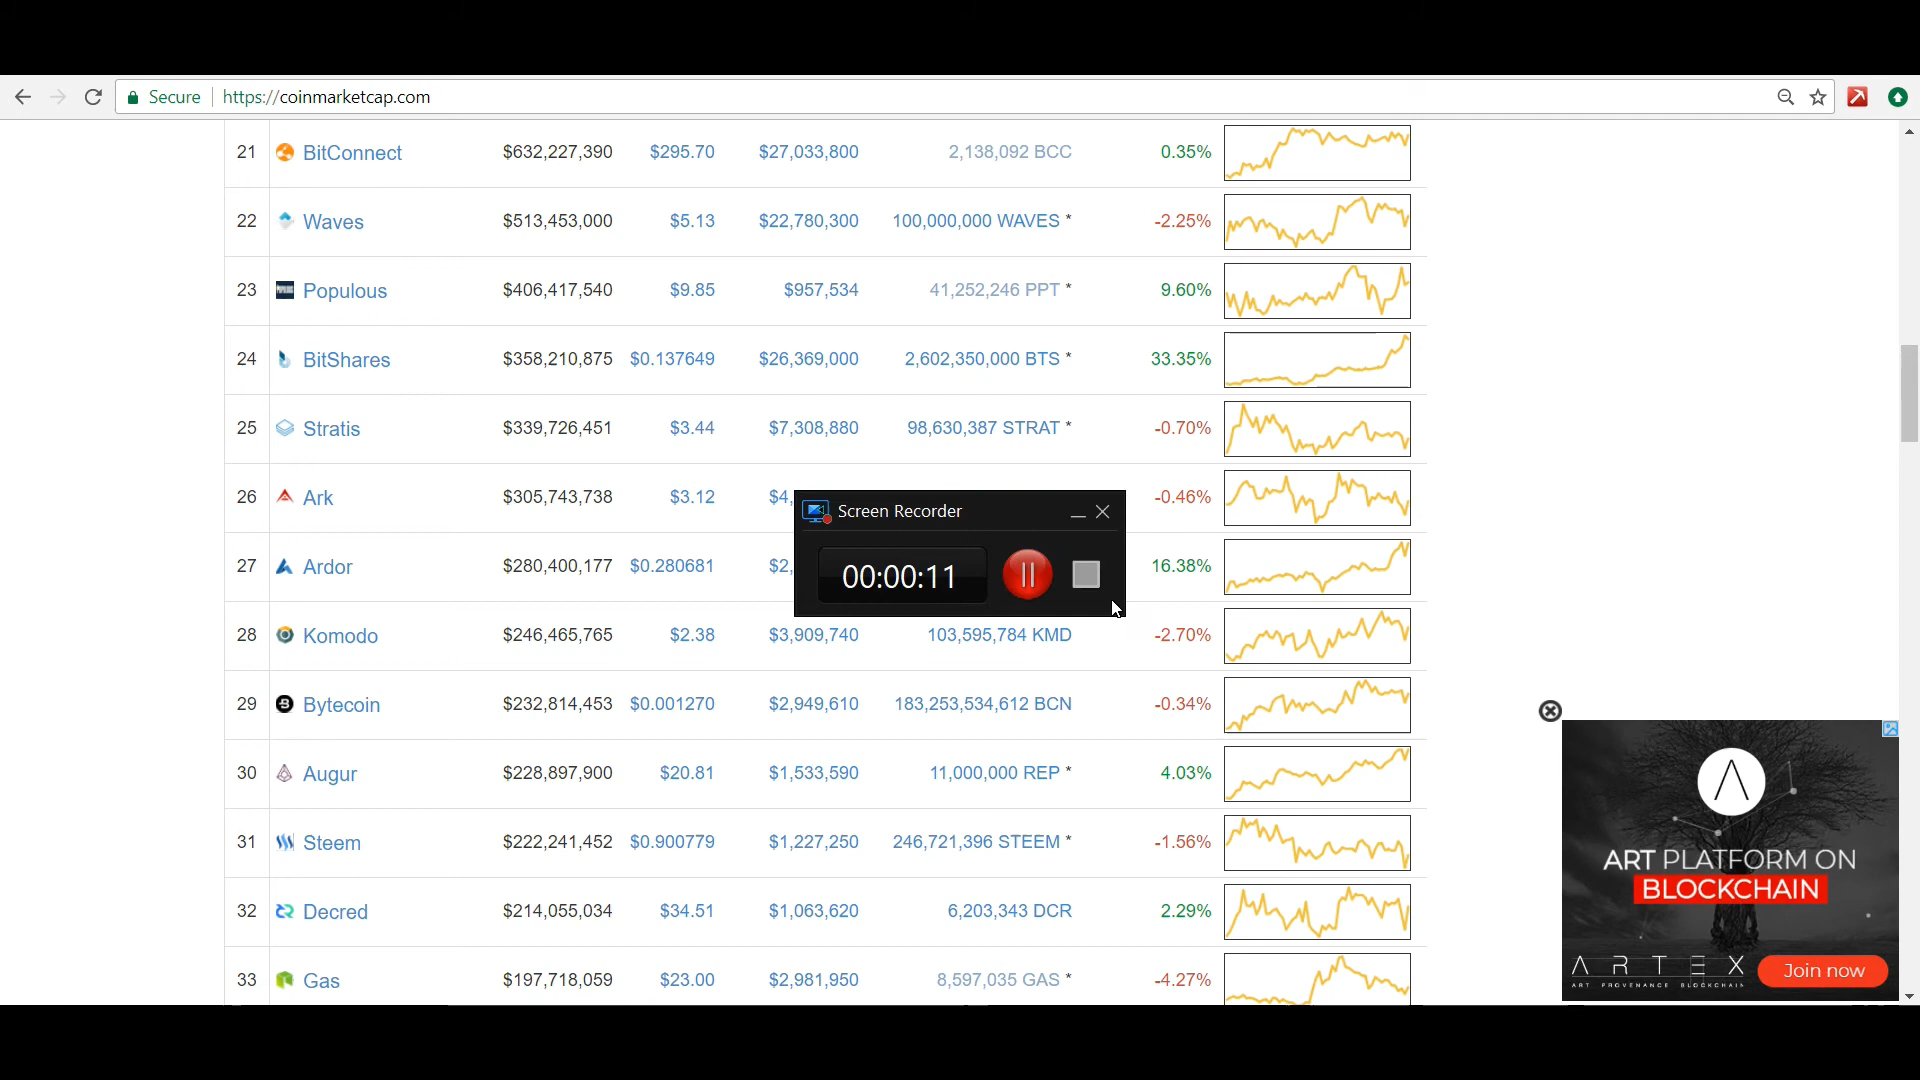 Secure https://coinmarketcap.com
21 BitConnect $632,227,390 $295.70 $27,033,800 2,138,092 BCC 0.35%
22 Waves $513,453,000 $5.13 $22,780,300 100,000,000 WAVES * -2.25%
23 Populous $406,417,540 $9.85 $957,534 41,252,246 PPT * 9.60%
24 BitShares $358,210,875 $0.137649 $26,369,000 2,602,350,000 BTS * 33.35%
25 Stratis $339,726,451 $3.44 $7,308,880 98,630,387 STRAT * -0.70%
26 Ark $305,743,738 $3.12 $4, -0.46%
Screen Recorder
27 Ardor $280,400,177 $0.280681 $2, 16.38%
00:00:11
28 Komodo $246,465,765 $2.38 $3,909,740 103,595,784 KMD -2.70%
29 Bytecoin $232,814,453 $0.001270 $2,949,610 183,253,534,612 BCN -0.34%
30 Augur $228,897,900 $20.81 $1,533,590 11,000,000 REP * 4.03%
31 Steem $222,241,452 $0.900779 $1,227,250 246,721,396 STEEM * -1.56%
32 Decred $214,055,034 $34.51 $1,063,620 6,203,343 DCR 2.29%
33 Gas $197,718,059 $23.00 $2,981,950 8,597,035 GAS * -4.27%
ART PLATFORM ON
BLOCKCHAIN
ARTEX
ART PROVENANCE BLOCKCHAIN
Join now